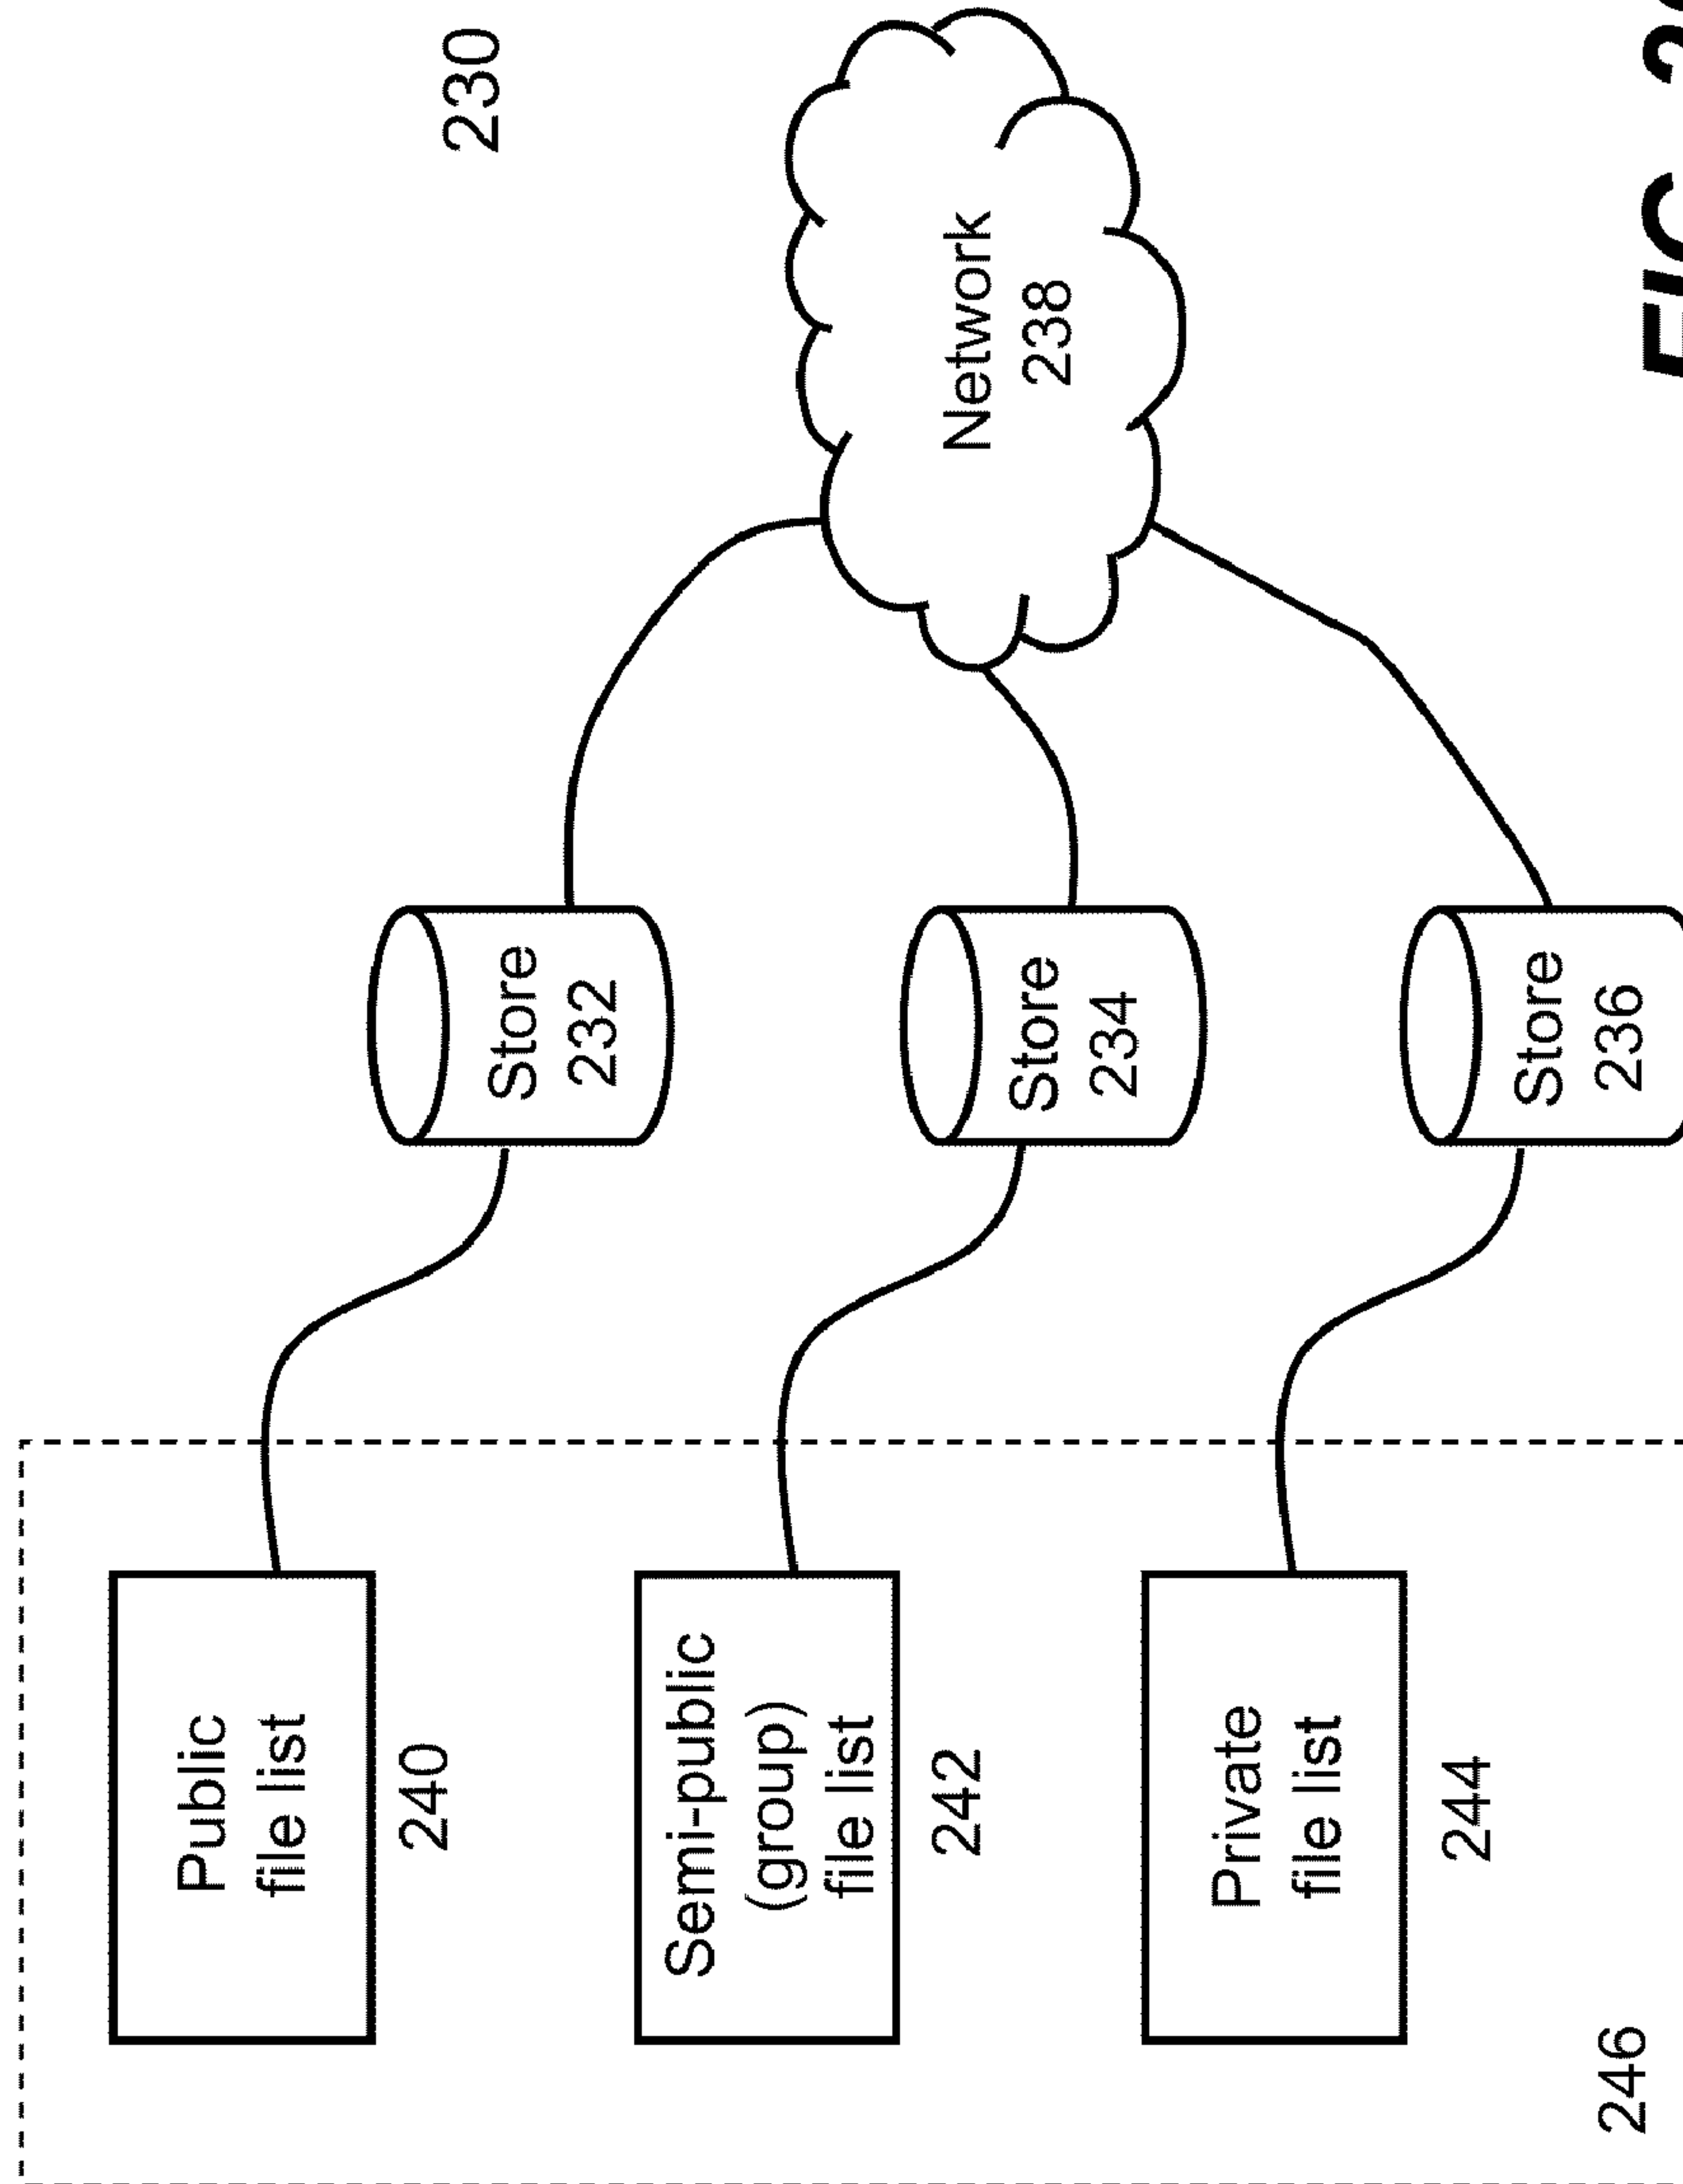 230
Public
file list
240
Store
232
Semi-public
(group)
file list
242
Store
234
Network
238
Private
file list
244
Store
236
246
FIG